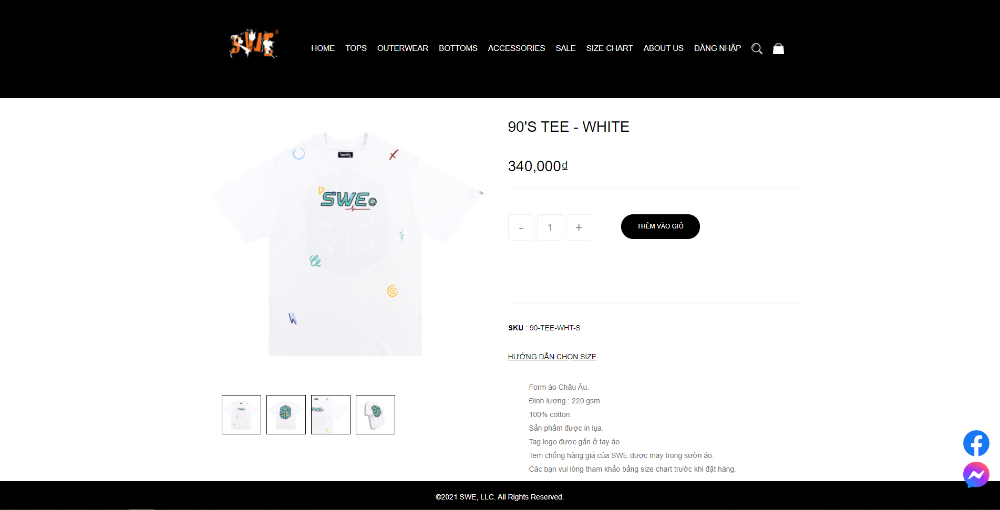 SWE
HOME TOPS OUTERWEAR BOTTOMS ACCESSORIES SALE SIZE CHART ABOUT US ĐĂNG NHẬP
90'S TEE - WHITE
340,000₫
SWE®
- 1 +
THÊM VÀO GIỎ
SKU : 90-TEE-WHT-S
HƯỚNG DẪN CHỌN SIZE
Form áo Châu Âu.
Định lượng : 220 gsm.
100% cotton.
Sản phẩm được in lụa.
Tag logo được gắn ở tay áo.
Tem chống hàng giả của SWE được may trong sườn áo.
Các bạn vui lòng tham khảo bảng size chart trước khi đặt hàng.
©2021 SWE, LLC. All Rights Reserved.